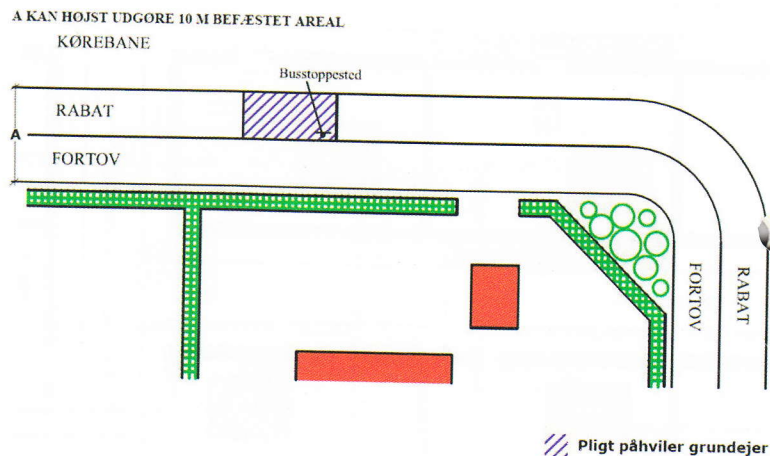 A KAN HØJST UDGØRE 10 M BEFÆSTET AREAL
KØREBANE
Busstoppested
RABAT
A
FORTOV
FORTOV
RABAT
Pligt påhviler grundejer